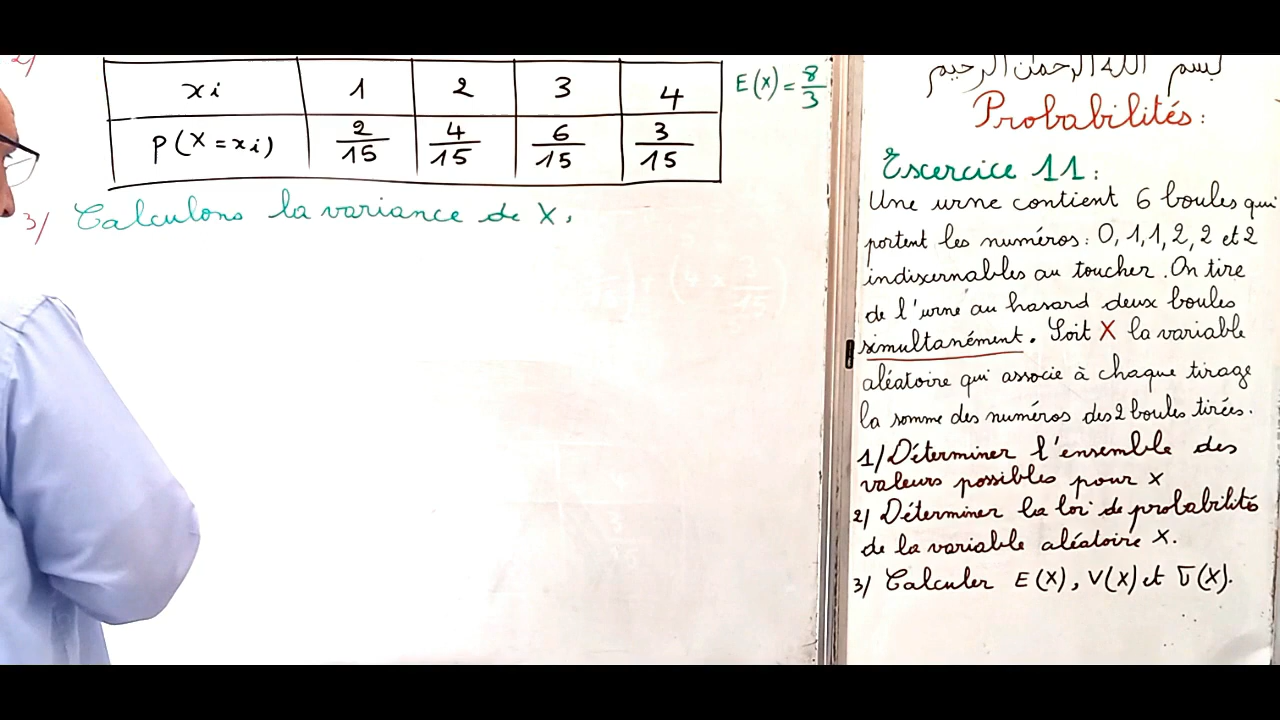 2/
xi 1 2 3 4
p(X=xi) 2/15 4/15 6/15 3/15
E(X)=8/3
3/ Calculons la variance de X,
بسم الله الرحمان الرحيم
Probabilités :
Exercice 11 :
Une urne contient 6 boules qui
portent les numéros : 0, 1, 1, 2, 2 et 2
indiscernables au toucher. On tire
de l'urne au hasard deux boules
simultanément. Soit X la variable
aléatoire qui associe à chaque tirage
la somme des numéros des 2 boules tirées.
1/ Déterminer l'ensemble des
valeurs possibles pour X
2/ Déterminer la loi de probabilité
de la variable aléatoire X.
3/ Calculer E(X), V(X) et σ(X).